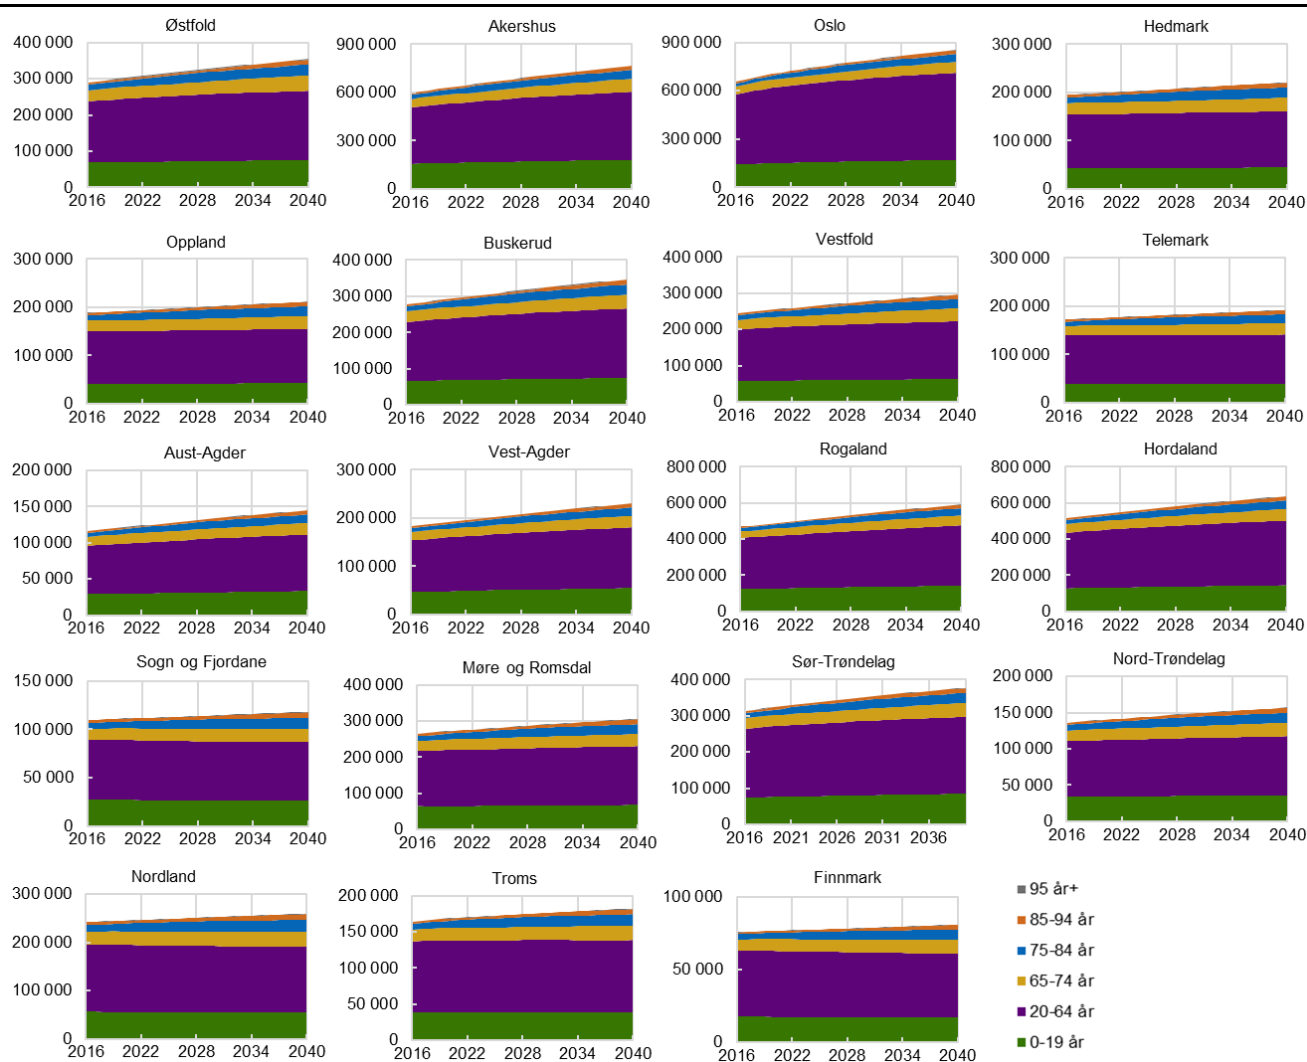 Østfold
400 000
300 000
200 000
100 000
0
2016 2022 2028 2034 2040
Akershus
900 000
600 000
300 000
0
2016 2022 2028 2034 2040
Oslo
900 000
600 000
300 000
0
2016 2022 2028 2034 2040
Hedmark
300 000
200 000
100 000
0
2016 2022 2028 2034 2040
Oppland
300 000
200 000
100 000
0
2016 2022 2028 2034 2040
Buskerud
400 000
300 000
200 000
100 000
0
2016 2022 2028 2034 2040
Vestfold
400 000
300 000
200 000
100 000
0
2016 2022 2028 2034 2040
Telemark
300 000
200 000
100 000
0
2016 2022 2028 2034 2040
Aust-Agder
200 000
150 000
100 000
50 000
0
2016 2022 2028 2034 2040
Vest-Agder
300 000
200 000
100 000
0
2016 2022 2028 2034 2040
Rogaland
800 000
600 000
400 000
200 000
0
2016 2022 2028 2034 2040
Hordaland
800 000
600 000
400 000
200 000
0
2016 2022 2028 2034 2040
Sogn og Fjordane
150 000
100 000
50 000
0
2016 2022 2028 2034 2040
Møre og Romsdal
400 000
300 000
200 000
100 000
0
2016 2022 2028 2034 2040
Sør-Trøndelag
400 000
300 000
200 000
100 000
0
2016 2021 2026 2031 2036
Nord-Trøndelag
200 000
150 000
100 000
50 000
0
2016 2022 2028 2034 2040
Nordland
300 000
200 000
100 000
0
2016 2022 2028 2034 2040
Troms
200 000
150 000
100 000
50 000
0
2016 2022 2028 2034 2040
Finnmark
100 000
50 000
0
2016 2022 2028 2034 2040
95 år+
85-94 år
75-84 år
65-74 år
20-64 år
0-19 år